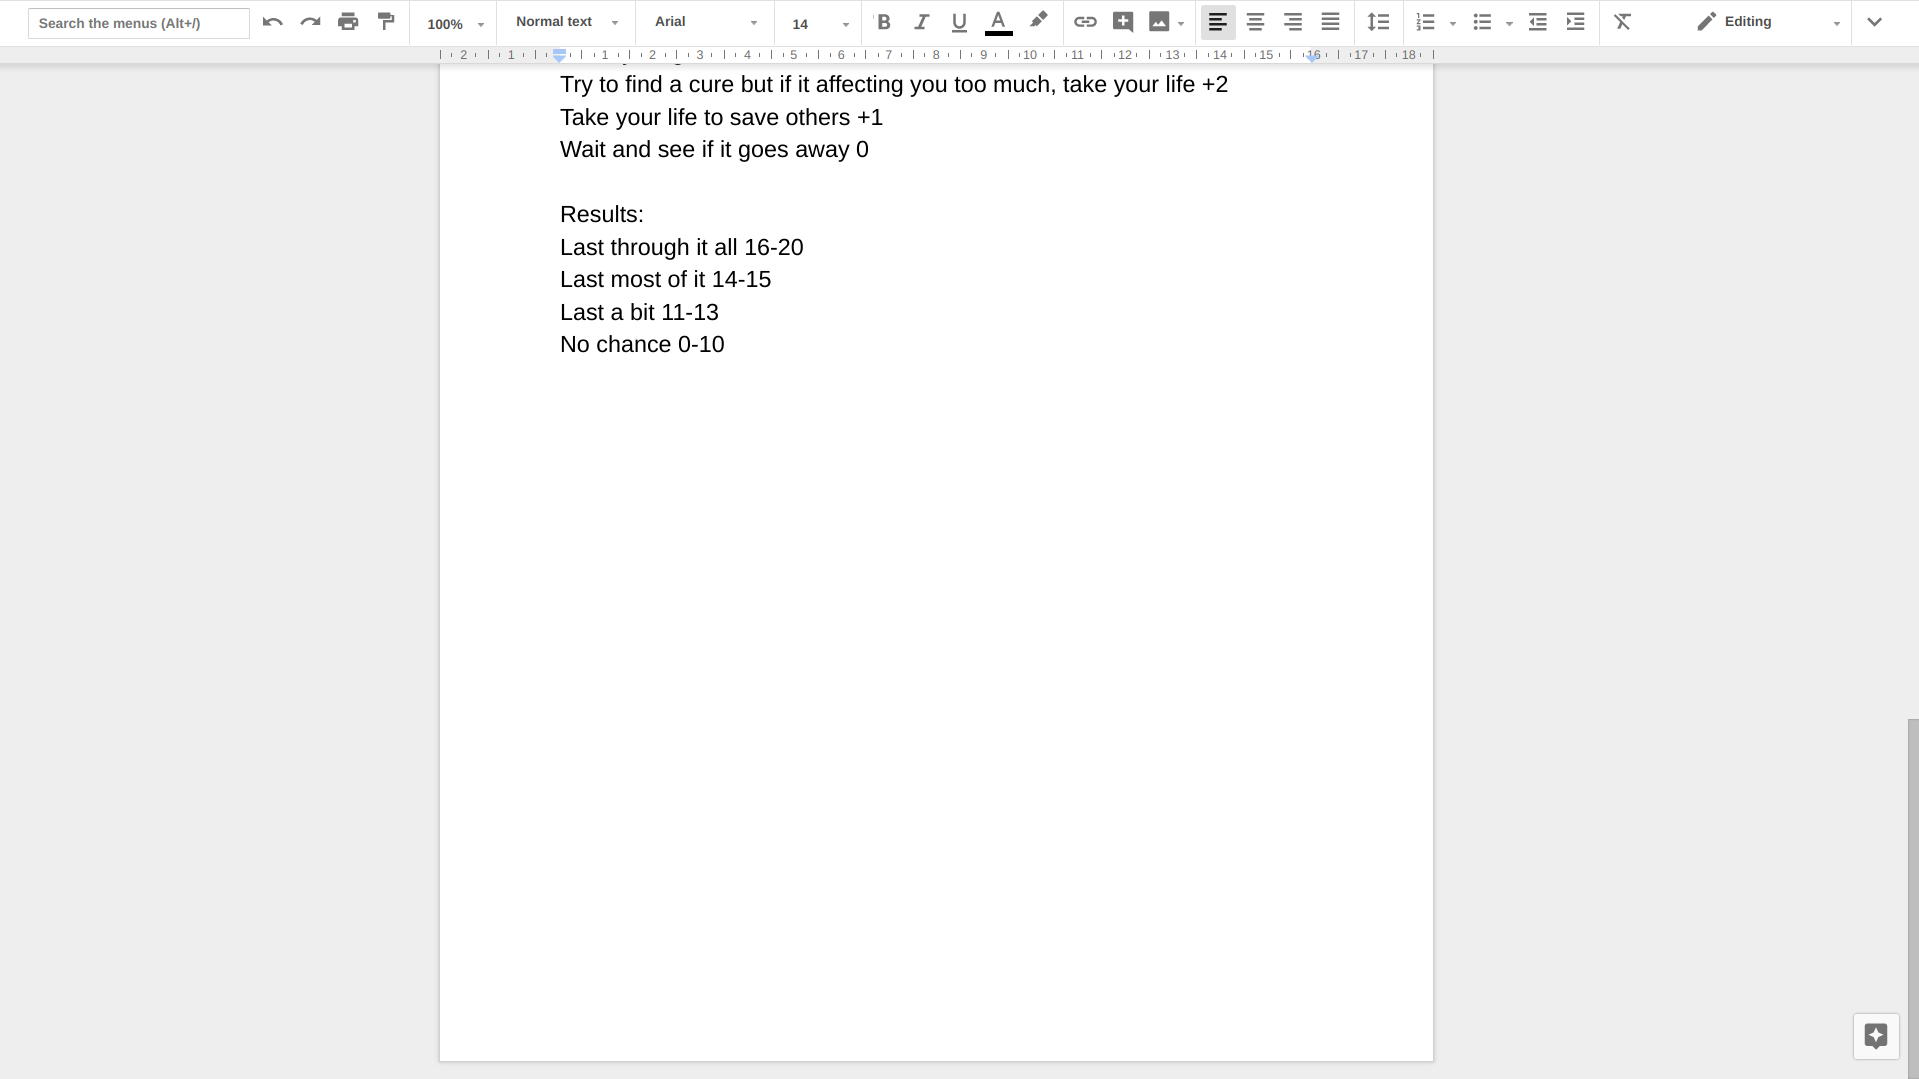 Search the menus (Alt+/)
100%
Normal text
Arial
14
Editing
2 1 1 2 3 4 5 6 7 8 9 10 11 12 13 14 15 16 17 18
Try to find a cure but if it affecting you too much, take your life +2
Take your life to save others +1
Wait and see if it goes away 0
Results:
Last through it all 16-20
Last most of it 14-15
Last a bit 11-13
No chance 0-10